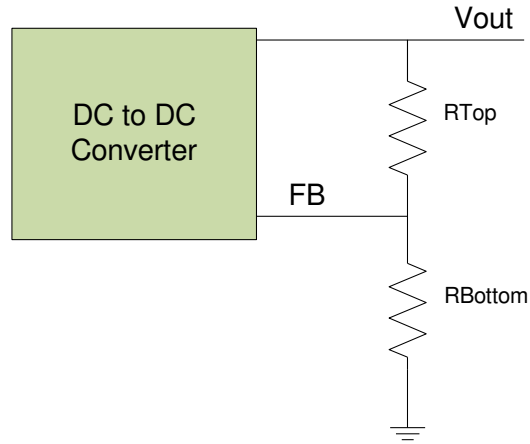 Vout
DC to DC
Converter
RTop
FB
RBottom